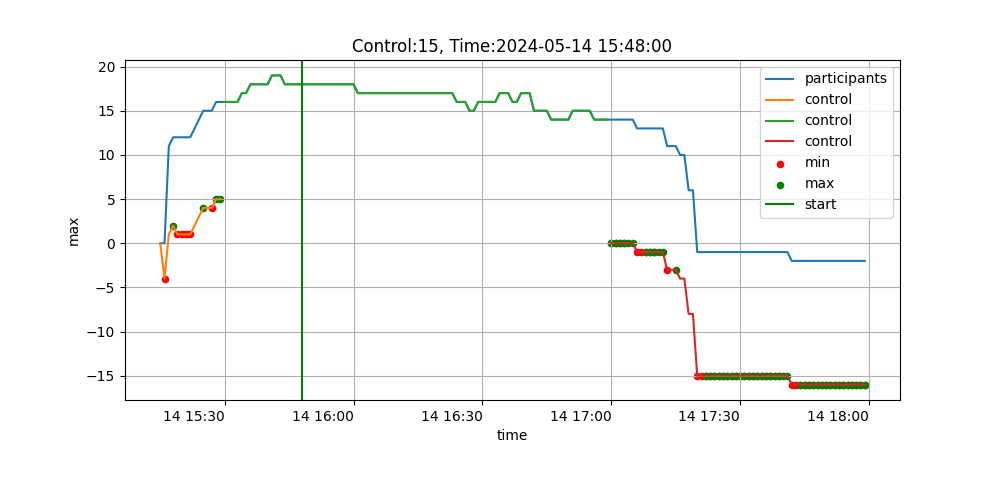 Control:15, Time:2024-05-14 15:48:00
20
15
10
5
0
−5
−10
−15
max
participants
control
control
control
min
max
start
14 15:30
14 16:00
14 16:30
14 17:00
14 17:30
14 18:00
time